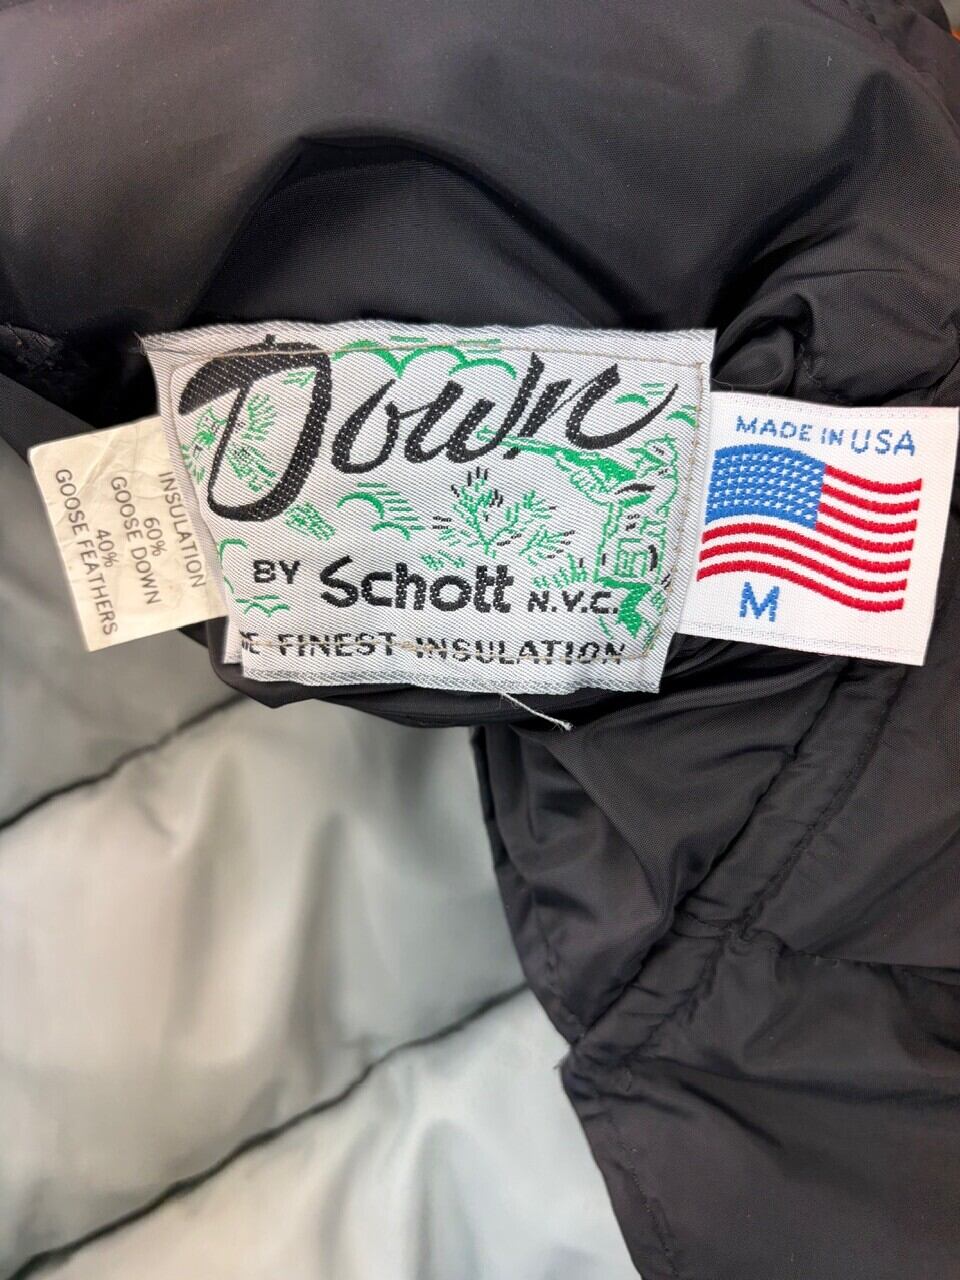 INSULATION
60%
GOOSE DOWN
40%
GOOSE FEATHERS
Down
BY Schott N.Y.C.
FINEST INSULATION
MADE IN USA
M